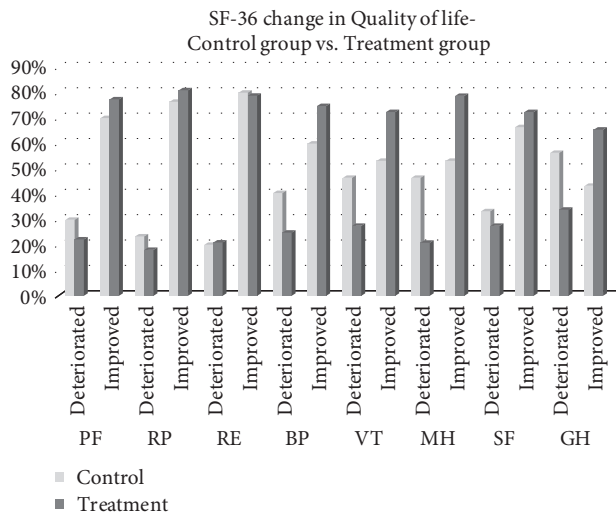 SF-36 change in Quality of life-
Control group vs. Treatment group
90%
80%
70%
60%
50%
40%
30%
20%
10%
0%
Deteriorated
Improved
Deteriorated
Improved
Deteriorated
Improved
Deteriorated
Improved
Deteriorated
Improved
Deteriorated
Improved
Deteriorated
Improved
Deteriorated
Improved
PF RP RE BP VT MH SF GH
Control
Treatment